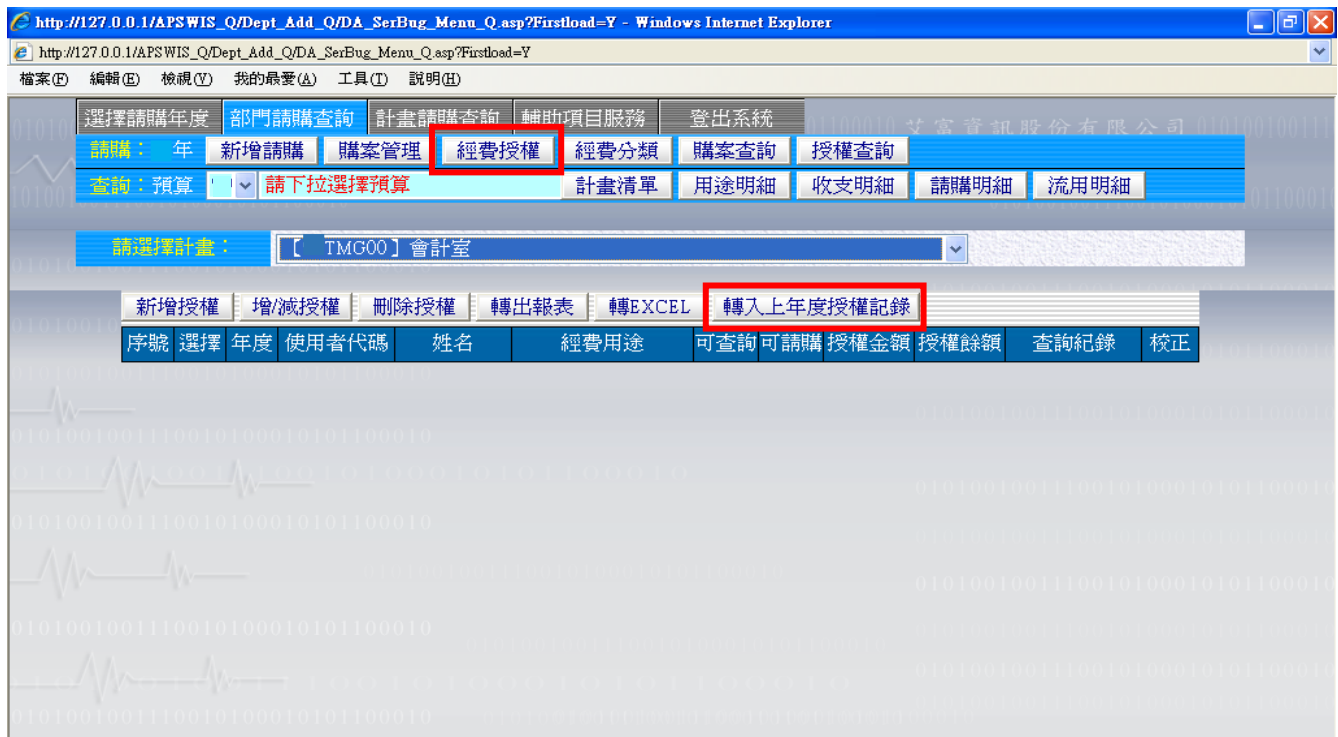 http://127.0.0.1/APSWIS_Q/Dept_Add_Q/DA_SerBug_Menu_Q.asp?Firstload=Y - Windows Internet Explorer
http://127.0.0.1/APSWIS_Q/Dept_Add_Q/DA_SerBug_Menu_Q.asp?Firstload=Y
檔案(F) 編輯(E) 檢視(V) 我的最愛(A) 工具(T) 說明(H)
選擇請購年度 部門請購查詢 計畫請購查詢 輔助項目服務 登出系統
艾富資訊股份有限公司
請購： 年 新增請購 購案管理 經費授權 經費分類 購案查詢 授權查詢
查詢：預算 請下拉選擇預算 計畫清單 用途明細 收支明細 請購明細 流用明細
請選擇計畫： 【 TMG00】會計室
新增授權 增/減授權 刪除授權 轉出報表 轉EXCEL 轉入上年度授權記錄
序號 選擇 年度 使用者代碼 姓名 經費用途 可查詢 可請購 授權金額 授權餘額 查詢紀錄 校正